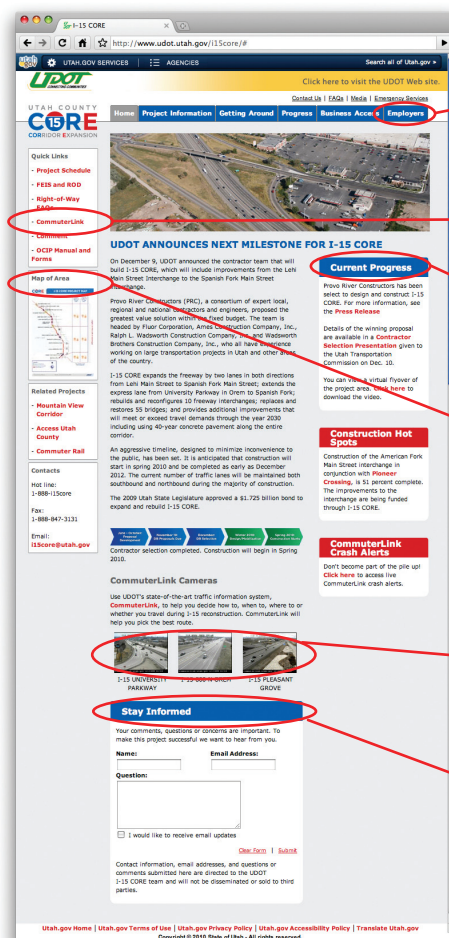 I-15 CORE
http://www.udot.utah.gov/i15core/#
UTAH.GOV SERVICES
AGENCIES
Search all of Utah.gov »
UDOT
CONNECTING COMMUNITIES
Click here to visit the UDOT Web site.
Contact Us | FAQs | Media | Emergency Services
UTAH COUNTY
CORE
15
CORRIDOR EXPANSION
Home
Project Information
Getting Around
Progress
Business Access
Employers
Quick Links
- Project Schedule
- FEIS and ROD
- Right-of-Way
FAQs
- CommuterLink
- Comment
- OCIP Manual and
Forms
Map of Area
Related Projects
- Mountain View
Corridor
- Access Utah
County
- Commuter Rail
Contacts
Hot line:
1-888-i15core
Fax:
1-888-847-3131
Email:
i15core@utah.gov
UDOT ANNOUNCES NEXT MILESTONE FOR I-15 CORE
On December 9, UDOT announced the contractor team that will
build I-15 CORE, which will include improvements from the Lehi
Main Street Interchange to the Spanish Fork Main Street
Interchange.
Provo River Constructors (PRC), a consortium of expert local,
regional and national contractors and engineers, proposed the
greatest value solution within the fixed budget. The team is
headed by Fluor Corporation, Ames Construction Company, Inc.,
Ralph L. Wadsworth Construction Company, Inc., and Wadsworth
Brothers Construction Company, Inc., who all have experience
working on large transportation projects in Utah and other areas
of the country.
I-15 CORE expands the freeway by two lanes in both directions
from Lehi Main Street to Spanish Fork Main Street; extends the
express lane from University Parkway in Orem to Spanish Fork;
rebuilds and reconfigures 10 freeway interchanges; replaces and
restores 55 bridges; and provides additional improvements that
will meet or exceed travel demands through the year 2030
including using 40-year concrete pavement along the entire
corridor.
An aggressive timeline, designed to minimize inconvenience to
the public, has been set. It is anticipated that construction will
start in spring 2010 and be completed as early as December
2012. The current number of traffic lanes will be maintained both
southbound and northbound during the majority of construction.
The 2009 Utah State Legislature approved a $1.725 billion bond to
expand and rebuild I-15 CORE.
Contractor selection completed. Construction will begin in Spring
2010.
CommuterLink Cameras
Use UDOT's state-of-the-art traffic information system,
CommuterLink, to help you decide how to, when to, where to or
whether you travel during I-15 reconstruction. CommuterLink will
help you pick the best route.
I-15 UNIVERSITY
PARKWAY
I-15 800 N OREM
I-15 PLEASANT
GROVE
Stay Informed
Your comments, questions or concerns are important. To
make this project successful we want to hear from you.
Name:
Email Address:
Question:
I would like to receive email updates
Clear Form | Submit
Contact information, email addresses, and questions or
comments submitted here are directed to the UDOT
I-15 CORE team and will not be disseminated or sold to third
parties.
Current Progress
Provo River Constructors has been
select to design and construct I-15
CORE. For more information, see
the Press Release
Details of the winning proposal
are available in a Contractor
Selection Presentation given to
the Utah Transportation
Commission on Dec. 10.
You can view a virtual flyover of
the project area. Click here to
download the video.
Construction Hot
Spots
Construction of the American Fork
Main Street interchange in
conjunction with Pioneer
Crossing, is 51 percent complete.
The improvements to the
interchange are being funded
through I-15 CORE.
CommuterLink
Crash Alerts
Don't become part of the pile up!
Click here to access live
CommuterLink crash alerts.
Utah.gov Home | Utah.gov Terms of Use | Utah.gov Privacy Policy | Utah.gov Accessibility Policy | Translate Utah.gov
Copyright © 2010 State of Utah - All rights reserved